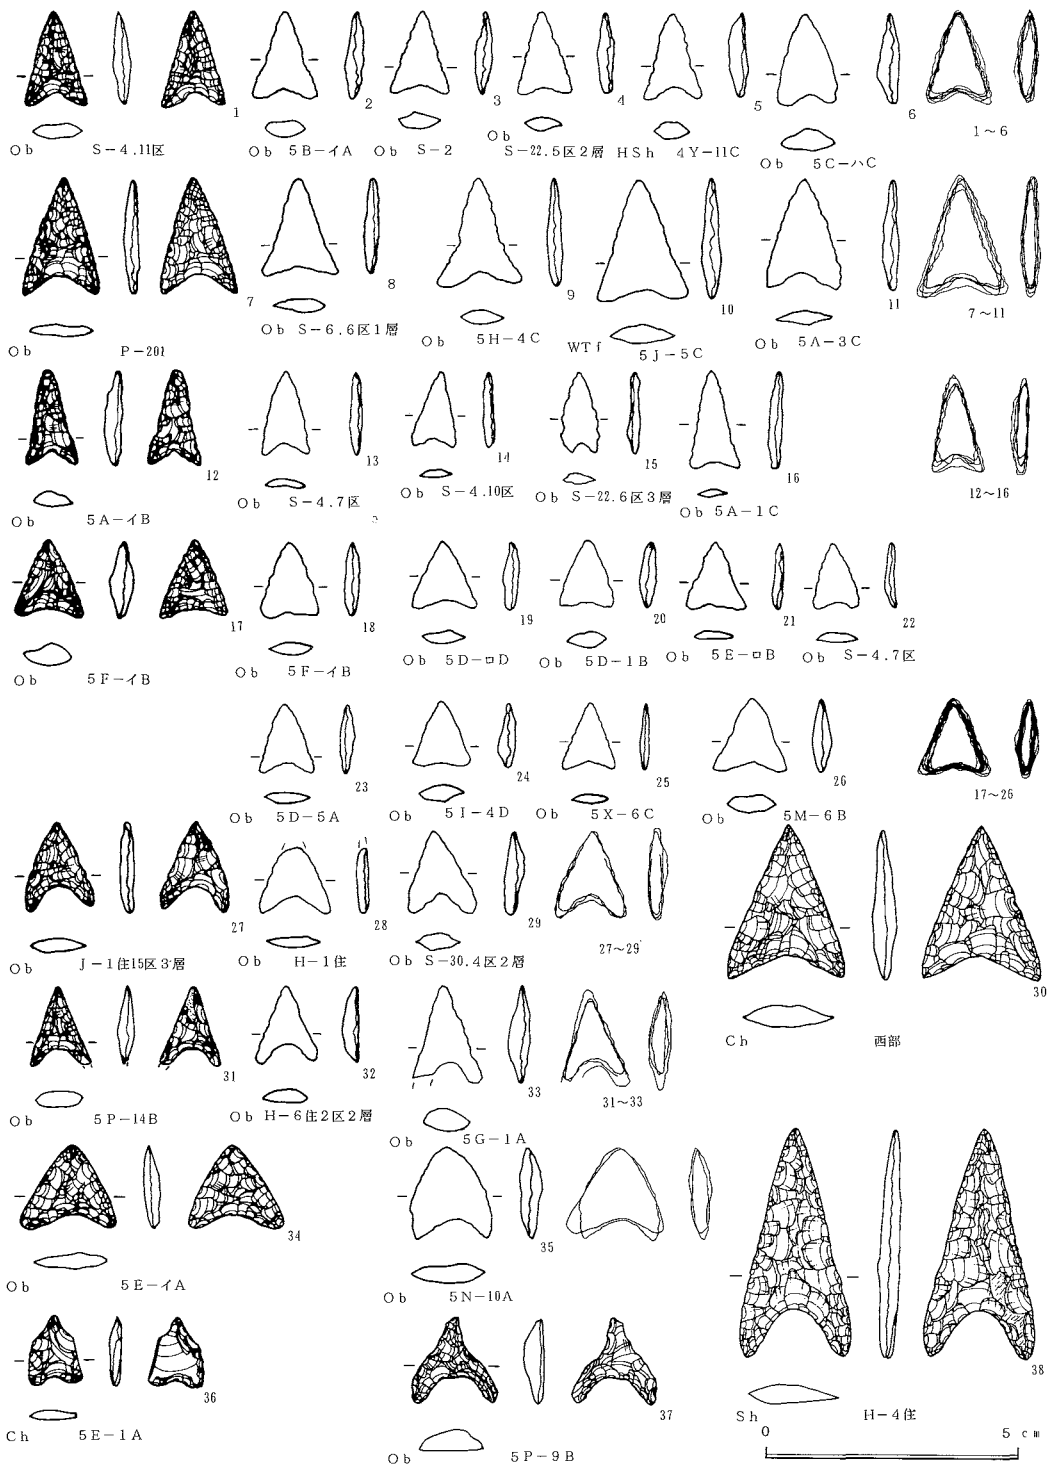 1 2 3 4 5 6 1～6
Ob S-4.11区 Ob 5B-イA Ob S-2 Ob S-22.5区2層 HSh 4Y-11C Ob 5C-ハC
7 8 9 10 11 7～11
Ob P-201 Ob S-6.6区1層 Ob 5H-4C WTf 5J-5C Ob 5A-3C
12 13 14 15 16 12～16
Ob 5A-イB Ob S-4.7区 Ob S-4.10区 Ob S-22.6区3層 Ob 5A-1C
17 18 19 20 21 22
Ob 5F-イB Ob 5F-イB Ob 5D-ロD Ob 5D-1B Ob 5E-ロB Ob S-4.7区
23 24 25 26 17～26
Ob 5D-5A Ob 5I-4D Ob 5X-6C Ob 5M-6B
27 28 29 27～29 30
Ob J-1住15区3層 Ob H-1住 Ob S-30.4区2層
Ch 西部
31 32 33 31～33
Ob 5P-14B Ob H-6住2区2層 Ob 5G-1A
34 35
Ob 5E-イA Ob 5N-10A
36 37 38
Ch 5E-1A Ob 5P-9B Sh H-4住
0 5cm